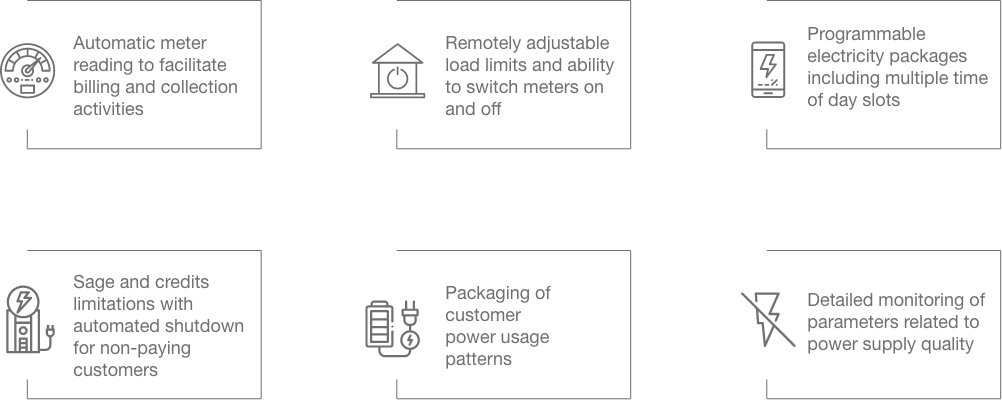 Automatic meter
reading to facilitate
billing and collection
activities
Remotely adjustable
load limits and ability
to switch meters on
and off
Programmable
electricity packages
including multiple time
of day slots
Sage and credits
limitations with
automated shutdown
for non-paying
customers
Packaging of
customer
power usage
patterns
Detailed monitoring of
parameters related to
power supply quality